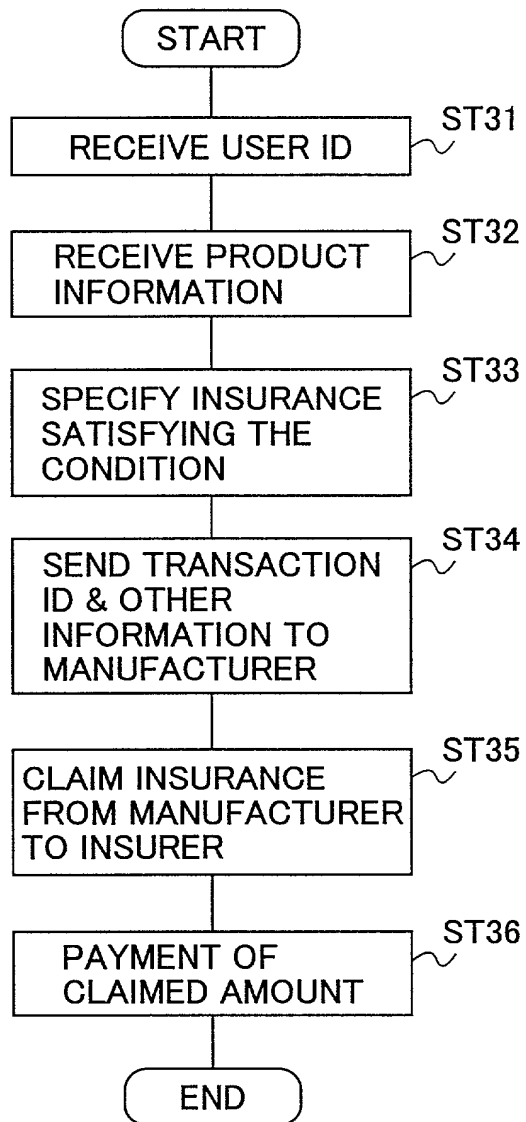 START
RECEIVE USER ID
ST31
RECEIVE PRODUCT
INFORMATION
ST32
SPECIFY INSURANCE
SATISFYING THE
CONDITION
ST33
SEND TRANSACTION
ID & OTHER
INFORMATION TO
MANUFACTURER
ST34
CLAIM INSURANCE
FROM MANUFACTURER
TO INSURER
ST35
PAYMENT OF
CLAIMED AMOUNT
ST36
END